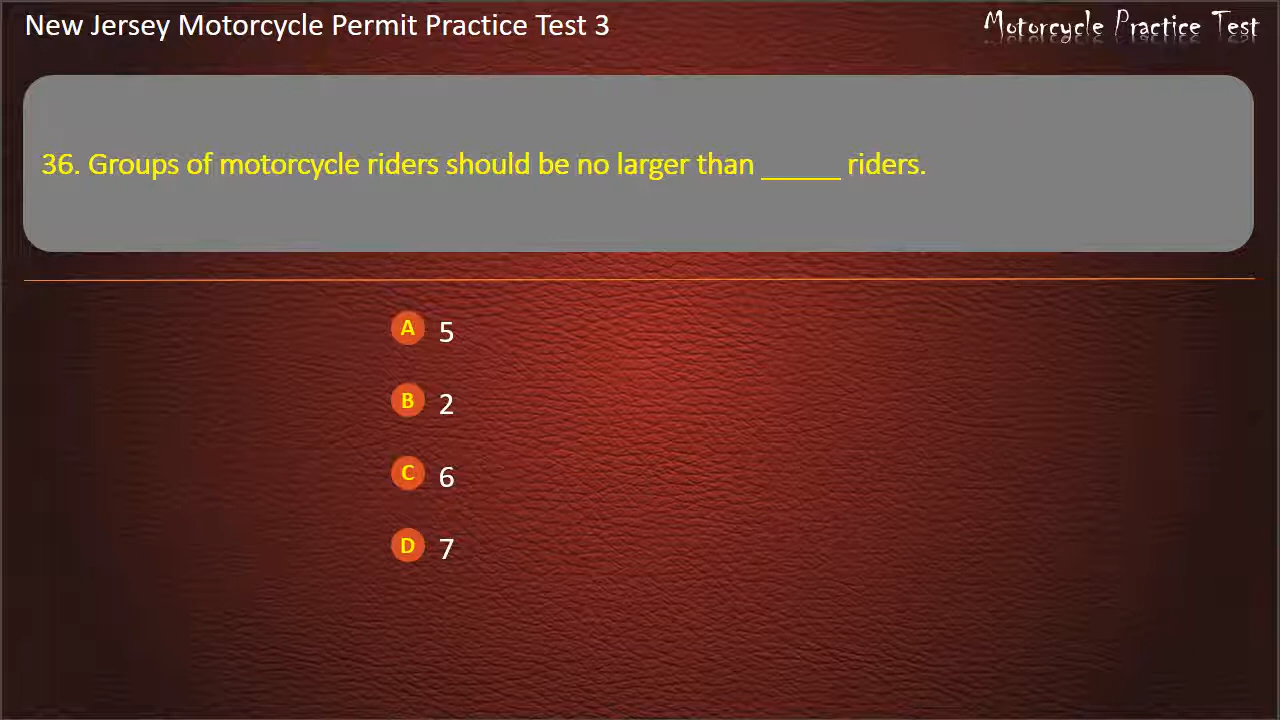 New Jersey Motorcycle Permit Practice Test 3
Motorcycle Practice Test
36. Groups of motorcycle riders should be no larger than _____ riders.
A 5
B 2
C 6
D 7